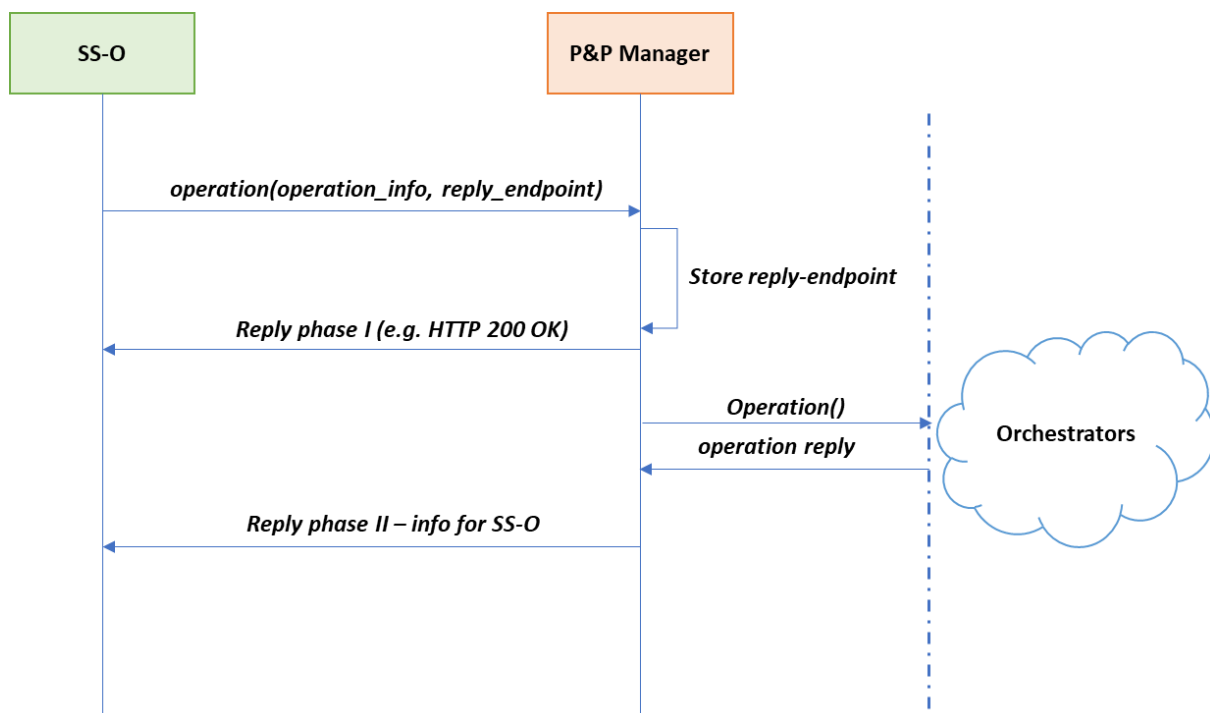 SS-O
P&P Manager
operation(operation_info, reply_endpoint)
Store reply-endpoint
Reply phase I (e.g. HTTP 200 OK)
Operation()
Orchestrators
operation reply
Reply phase II – info for SS-O